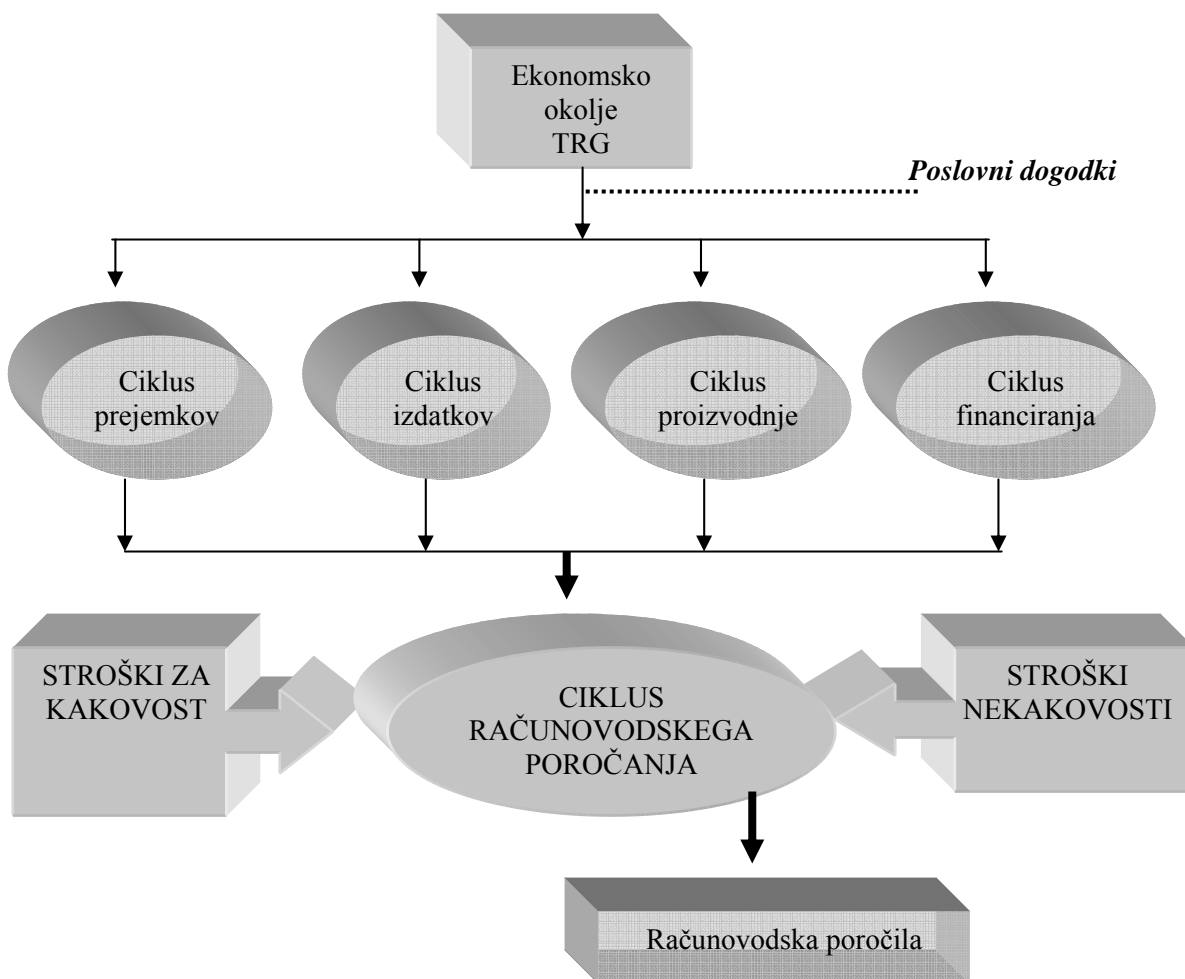 Ekonomsko
okolje
TRG
Poslovni dogodki
Ciklus
prejemkov
Ciklus
izdatkov
Ciklus
proizvodnje
Ciklus
financiranja
STROŠKI ZA
KAKOVOST
CIKLUS
RAČUNOVODSKEGA
POROČANJA
STROŠKI
NEKAKOVOSTI
Računovodska poročila